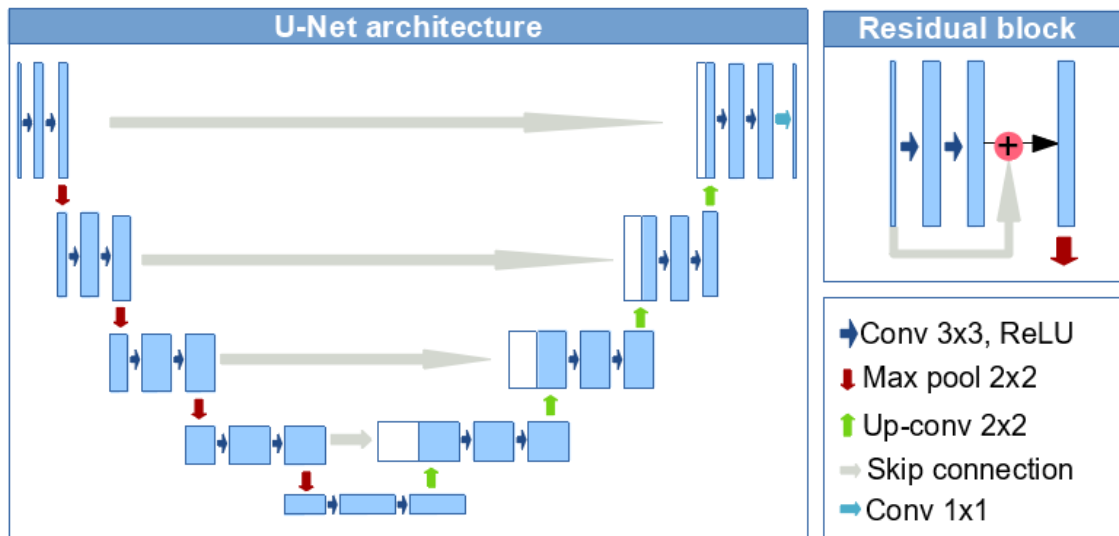 U-Net architecture
Residual block
+
Conv 3x3, ReLU
Max pool 2x2
Up-conv 2x2
Skip connection
Conv 1x1